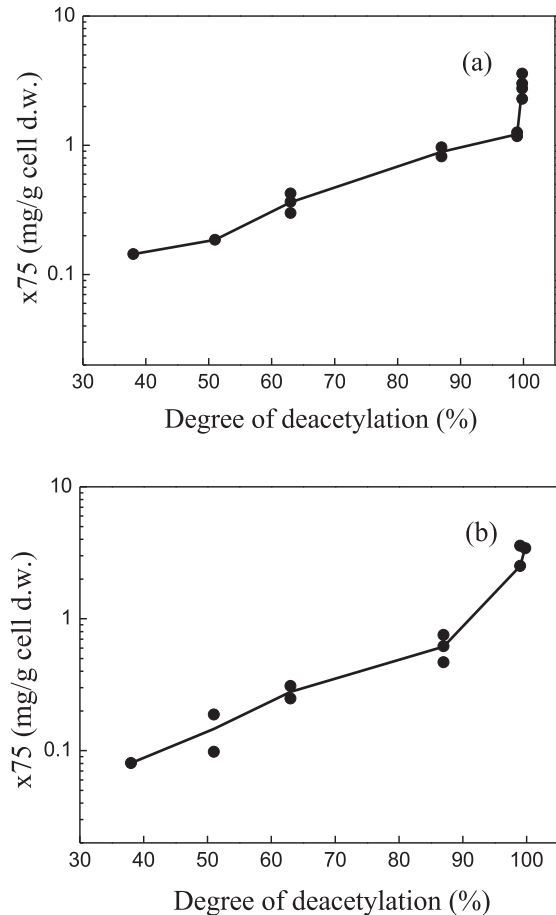 10
(a)
1
x75 (mg/g cell d.w.)
0.1
30 40 50 60 70 80 90 100
Degree of deacetylation (%)
10
(b)
1
x75 (mg/g cell d.w.)
0.1
30 40 50 60 70 80 90 100
Degree of deacetylation (%)